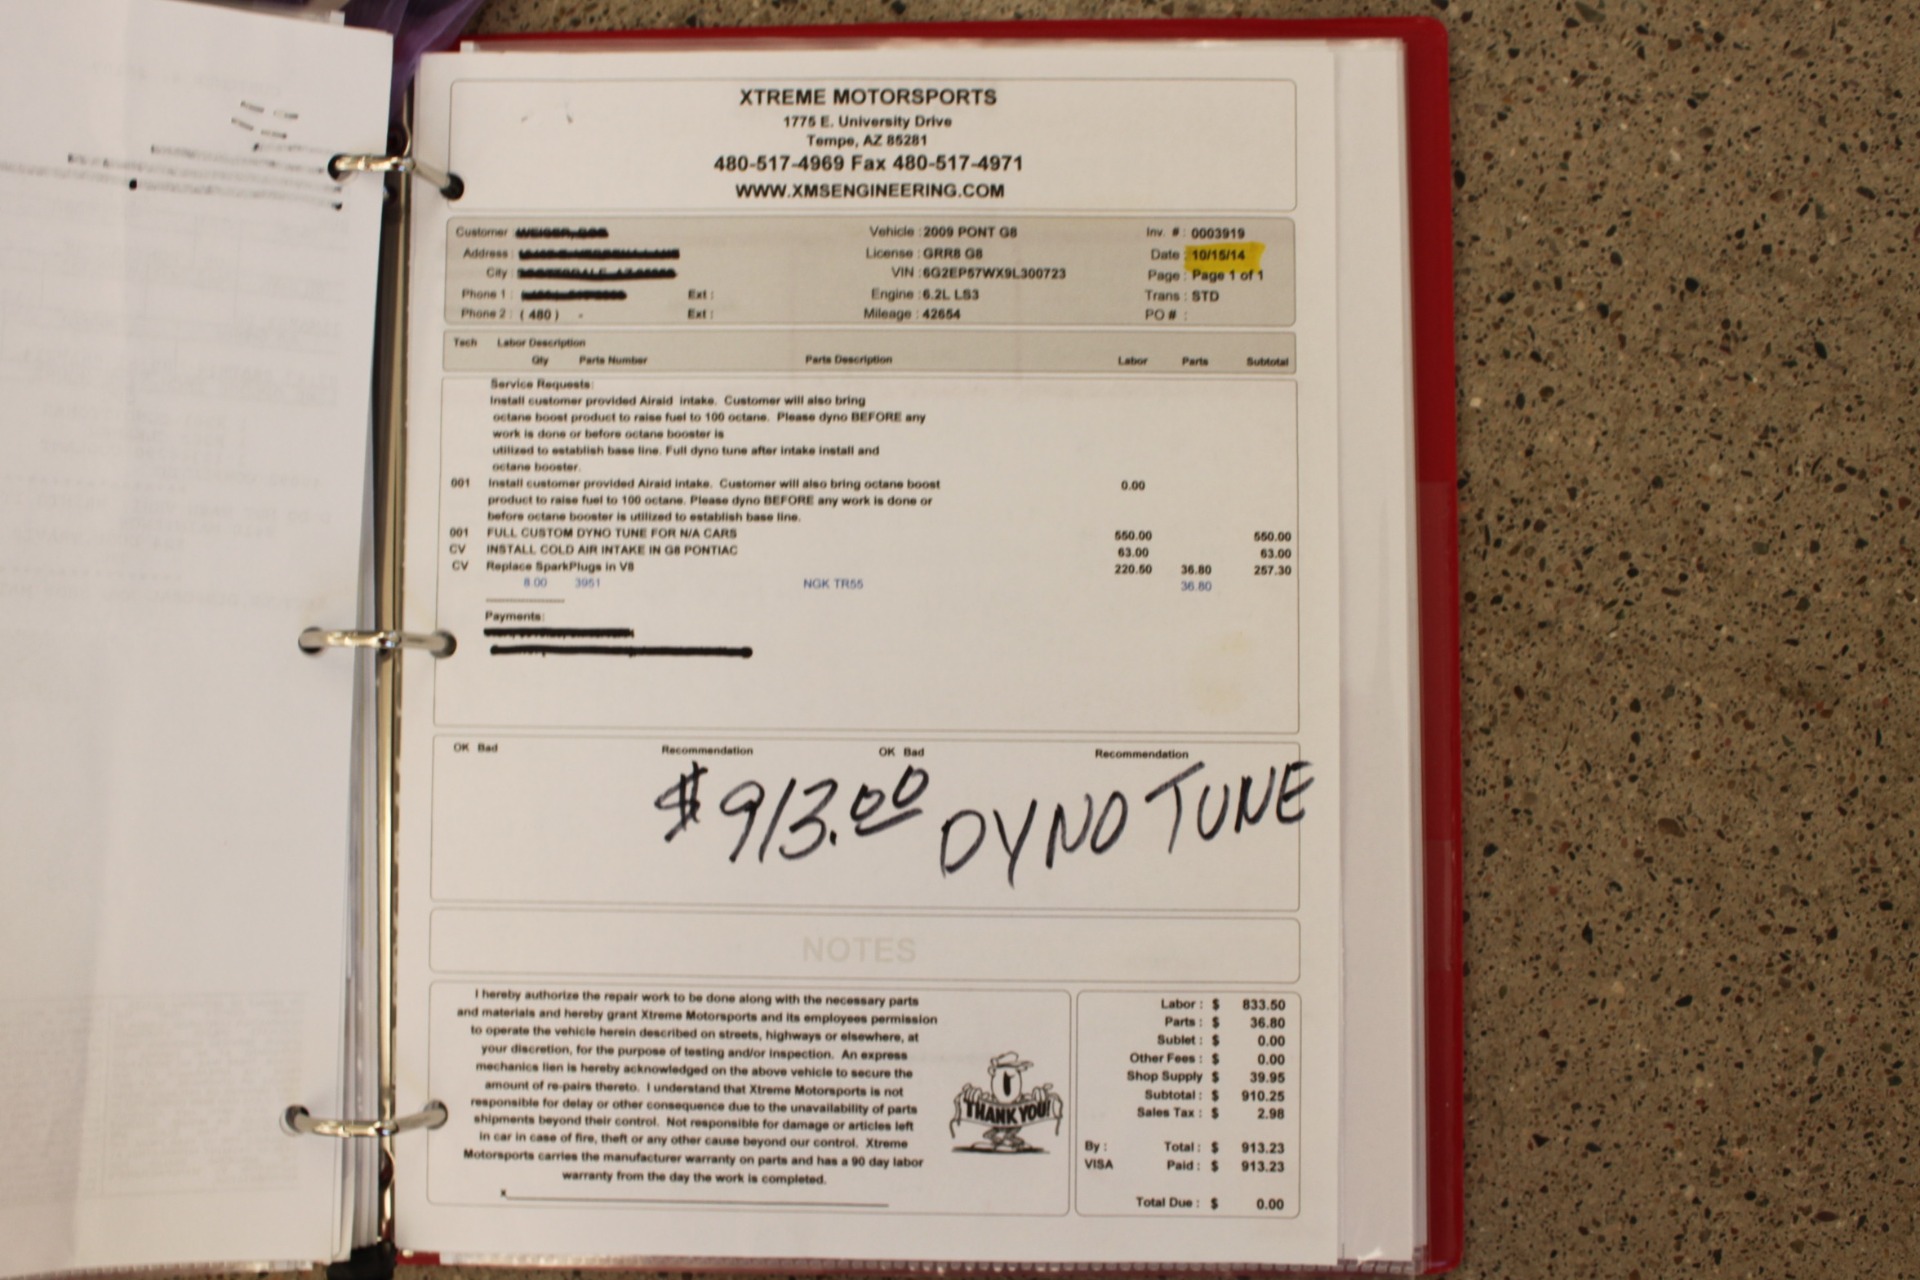 XTREME MOTORSPORTS
1775 E. University Drive
Tempe, AZ 85281
480-517-4969 Fax 480-517-4971
WWW.XMSENGINEERING.COM
Customer Vehicle : 2009 PONT G8 Inv. # : 0003919
Address : License : GRR8 G8 Date : 10/15/14
City : VIN : 6G2EP57WX9L300723 Page : Page 1 of 1
Phone 1 : Ext : Engine : 6.2L LS3 Trans : STD
Phone 2 : ( 480 ) - Ext : Mileage : 42654 PO # :
Tech Labor Description
Qty Parts Number Parts Description Labor Parts Subtotal
Service Requests:
Install customer provided Airaid intake. Customer will also bring
octane boost product to raise fuel to 100 octane. Please dyno BEFORE any
work is done or before octane booster is
utilized to establish base line. Full dyno tune after intake install and
octane booster.
001 Install customer provided Airaid intake. Customer will also bring octane boost 0.00
product to raise fuel to 100 octane. Please dyno BEFORE any work is done or
before octane booster is utilized to establish base line.
001 FULL CUSTOM DYNO TUNE FOR N/A CARS 550.00 550.00
CV INSTALL COLD AIR INTAKE IN G8 PONTIAC 63.00 63.00
CV Replace SparkPlugs in V8 220.50 36.80 257.30
8.00 3951 NGK TR55 36.80
Payments:
OK Bad Recommendation OK Bad Recommendation
$913.00 DYNO TUNE
NOTES
I hereby authorize the repair work to be done along with the necessary parts
and materials and hereby grant Xtreme Motorsports and its employees permission
to operate the vehicle herein described on streets, highways or elsewhere, at
your discretion, for the purpose of testing and/or inspection. An express
mechanics lien is hereby acknowledged on the above vehicle to secure the
amount of re-pairs thereto. I understand that Xtreme Motorsports is not
responsible for delay or other consequence due to the unavailability of parts
shipments beyond their control. Not responsible for damage or articles left
in car in case of fire, theft or any other cause beyond our control. Xtreme
Motorsports carries the manufacturer warranty on parts and has a 90 day labor
warranty from the day the work is completed.
x
THANK YOU!
Labor : $ 833.50
Parts : $ 36.80
Sublet : $ 0.00
Other Fees : $ 0.00
Shop Supply $ 39.95
Subtotal : $ 910.25
Sales Tax : $ 2.98
By : Total : $ 913.23
VISA Paid : $ 913.23
Total Due : $ 0.00